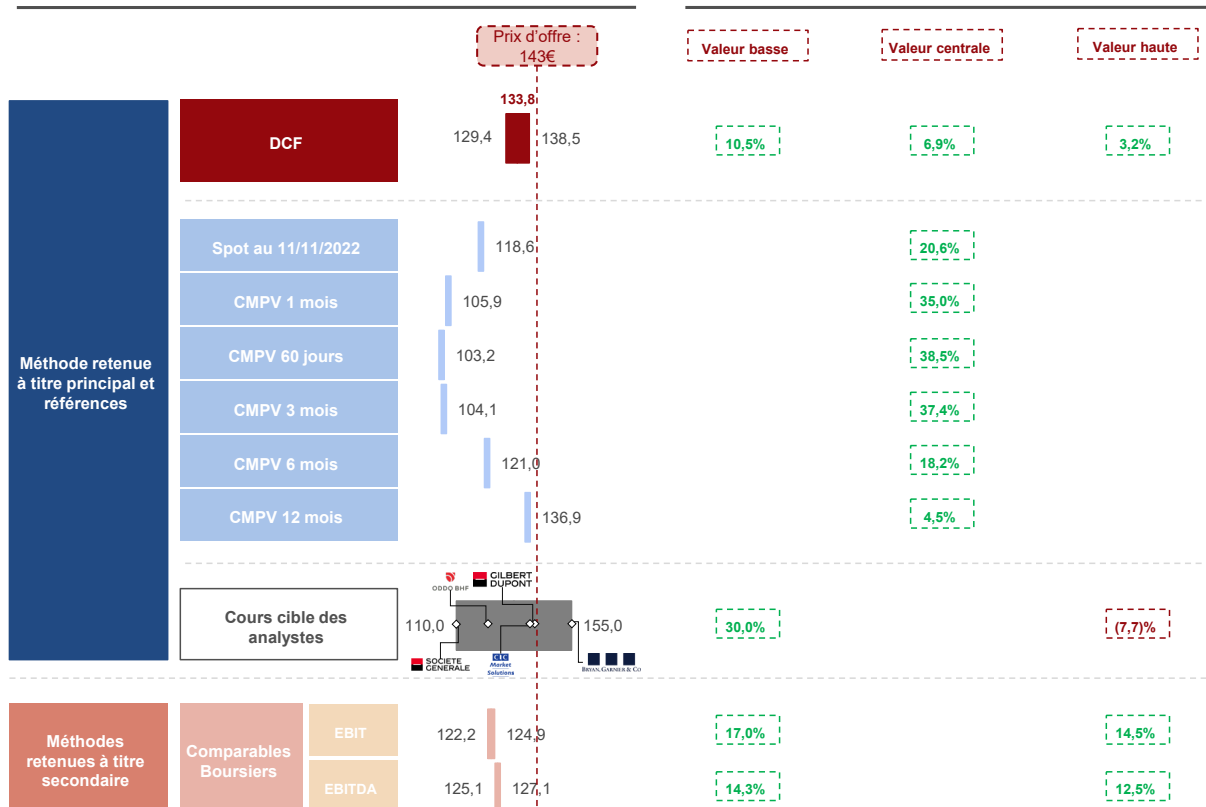 Prix d'offre :
143€
Valeur basse
Valeur centrale
Valeur haute
Méthode retenue
à titre principal et
références
DCF
133,8
129,4
138,5
10,5%
6,9%
3,2%
Spot au 11/11/2022
118,6
20,6%
CMPV 1 mois
105,9
35,0%
CMPV 60 jours
103,2
38,5%
CMPV 3 mois
104,1
37,4%
CMPV 6 mois
121,0
18,2%
CMPV 12 mois
136,9
4,5%
Cours cible des
analystes
ODDO BHF
GILBERT
DUPONT
110,0
155,0
SOCIETE
GENERALE
CIC
Market
Solutions
BRYAN, GARNIER & CO
30,0%
(7,7)%
Méthodes
retenues à titre
secondaire
Comparables
Boursiers
EBIT
122,2
124,9
17,0%
14,5%
EBITDA
125,1
127,1
14,3%
12,5%